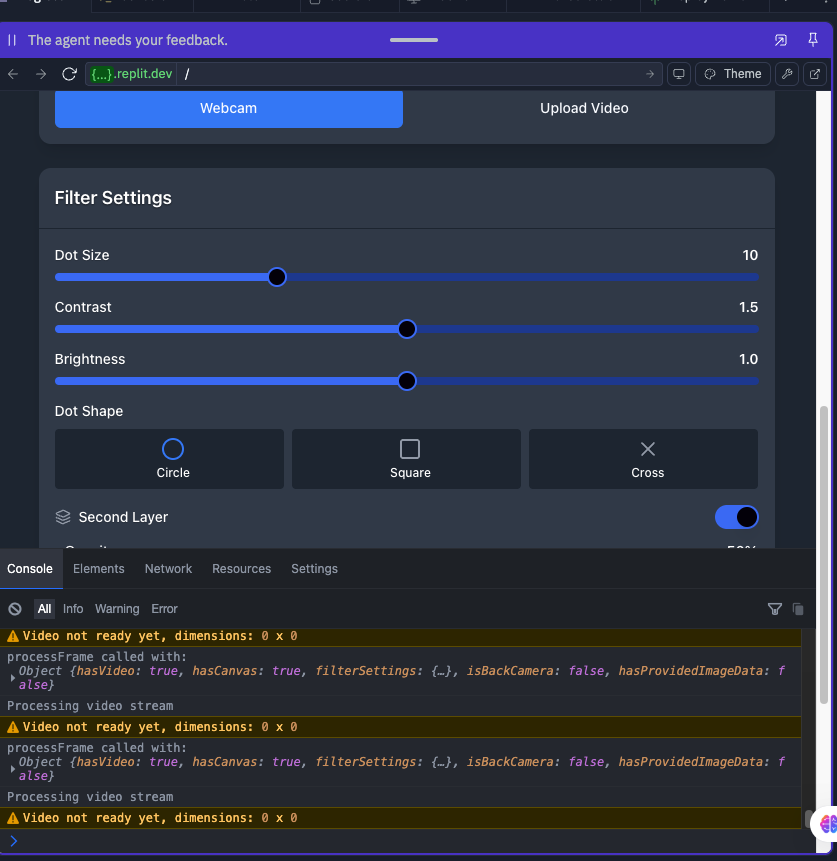 The agent needs your feedback.
{...}.replit.dev /
Theme
Webcam
Upload Video
Filter Settings
Dot Size 10
Contrast 1.5
Brightness 1.0
Dot Shape
Circle
Square
Cross
Second Layer
Console Elements Network Resources Settings
All Info Warning Error
Video not ready yet, dimensions: 0 x 0
processFrame called with:
Object {hasVideo: true, hasCanvas: true, filterSettings: {…}, isBackCamera: false, hasProvidedImageData: f
alse}
Processing video stream
Video not ready yet, dimensions: 0 x 0
processFrame called with:
Object {hasVideo: true, hasCanvas: true, filterSettings: {…}, isBackCamera: false, hasProvidedImageData: f
alse}
Processing video stream
Video not ready yet, dimensions: 0 x 0